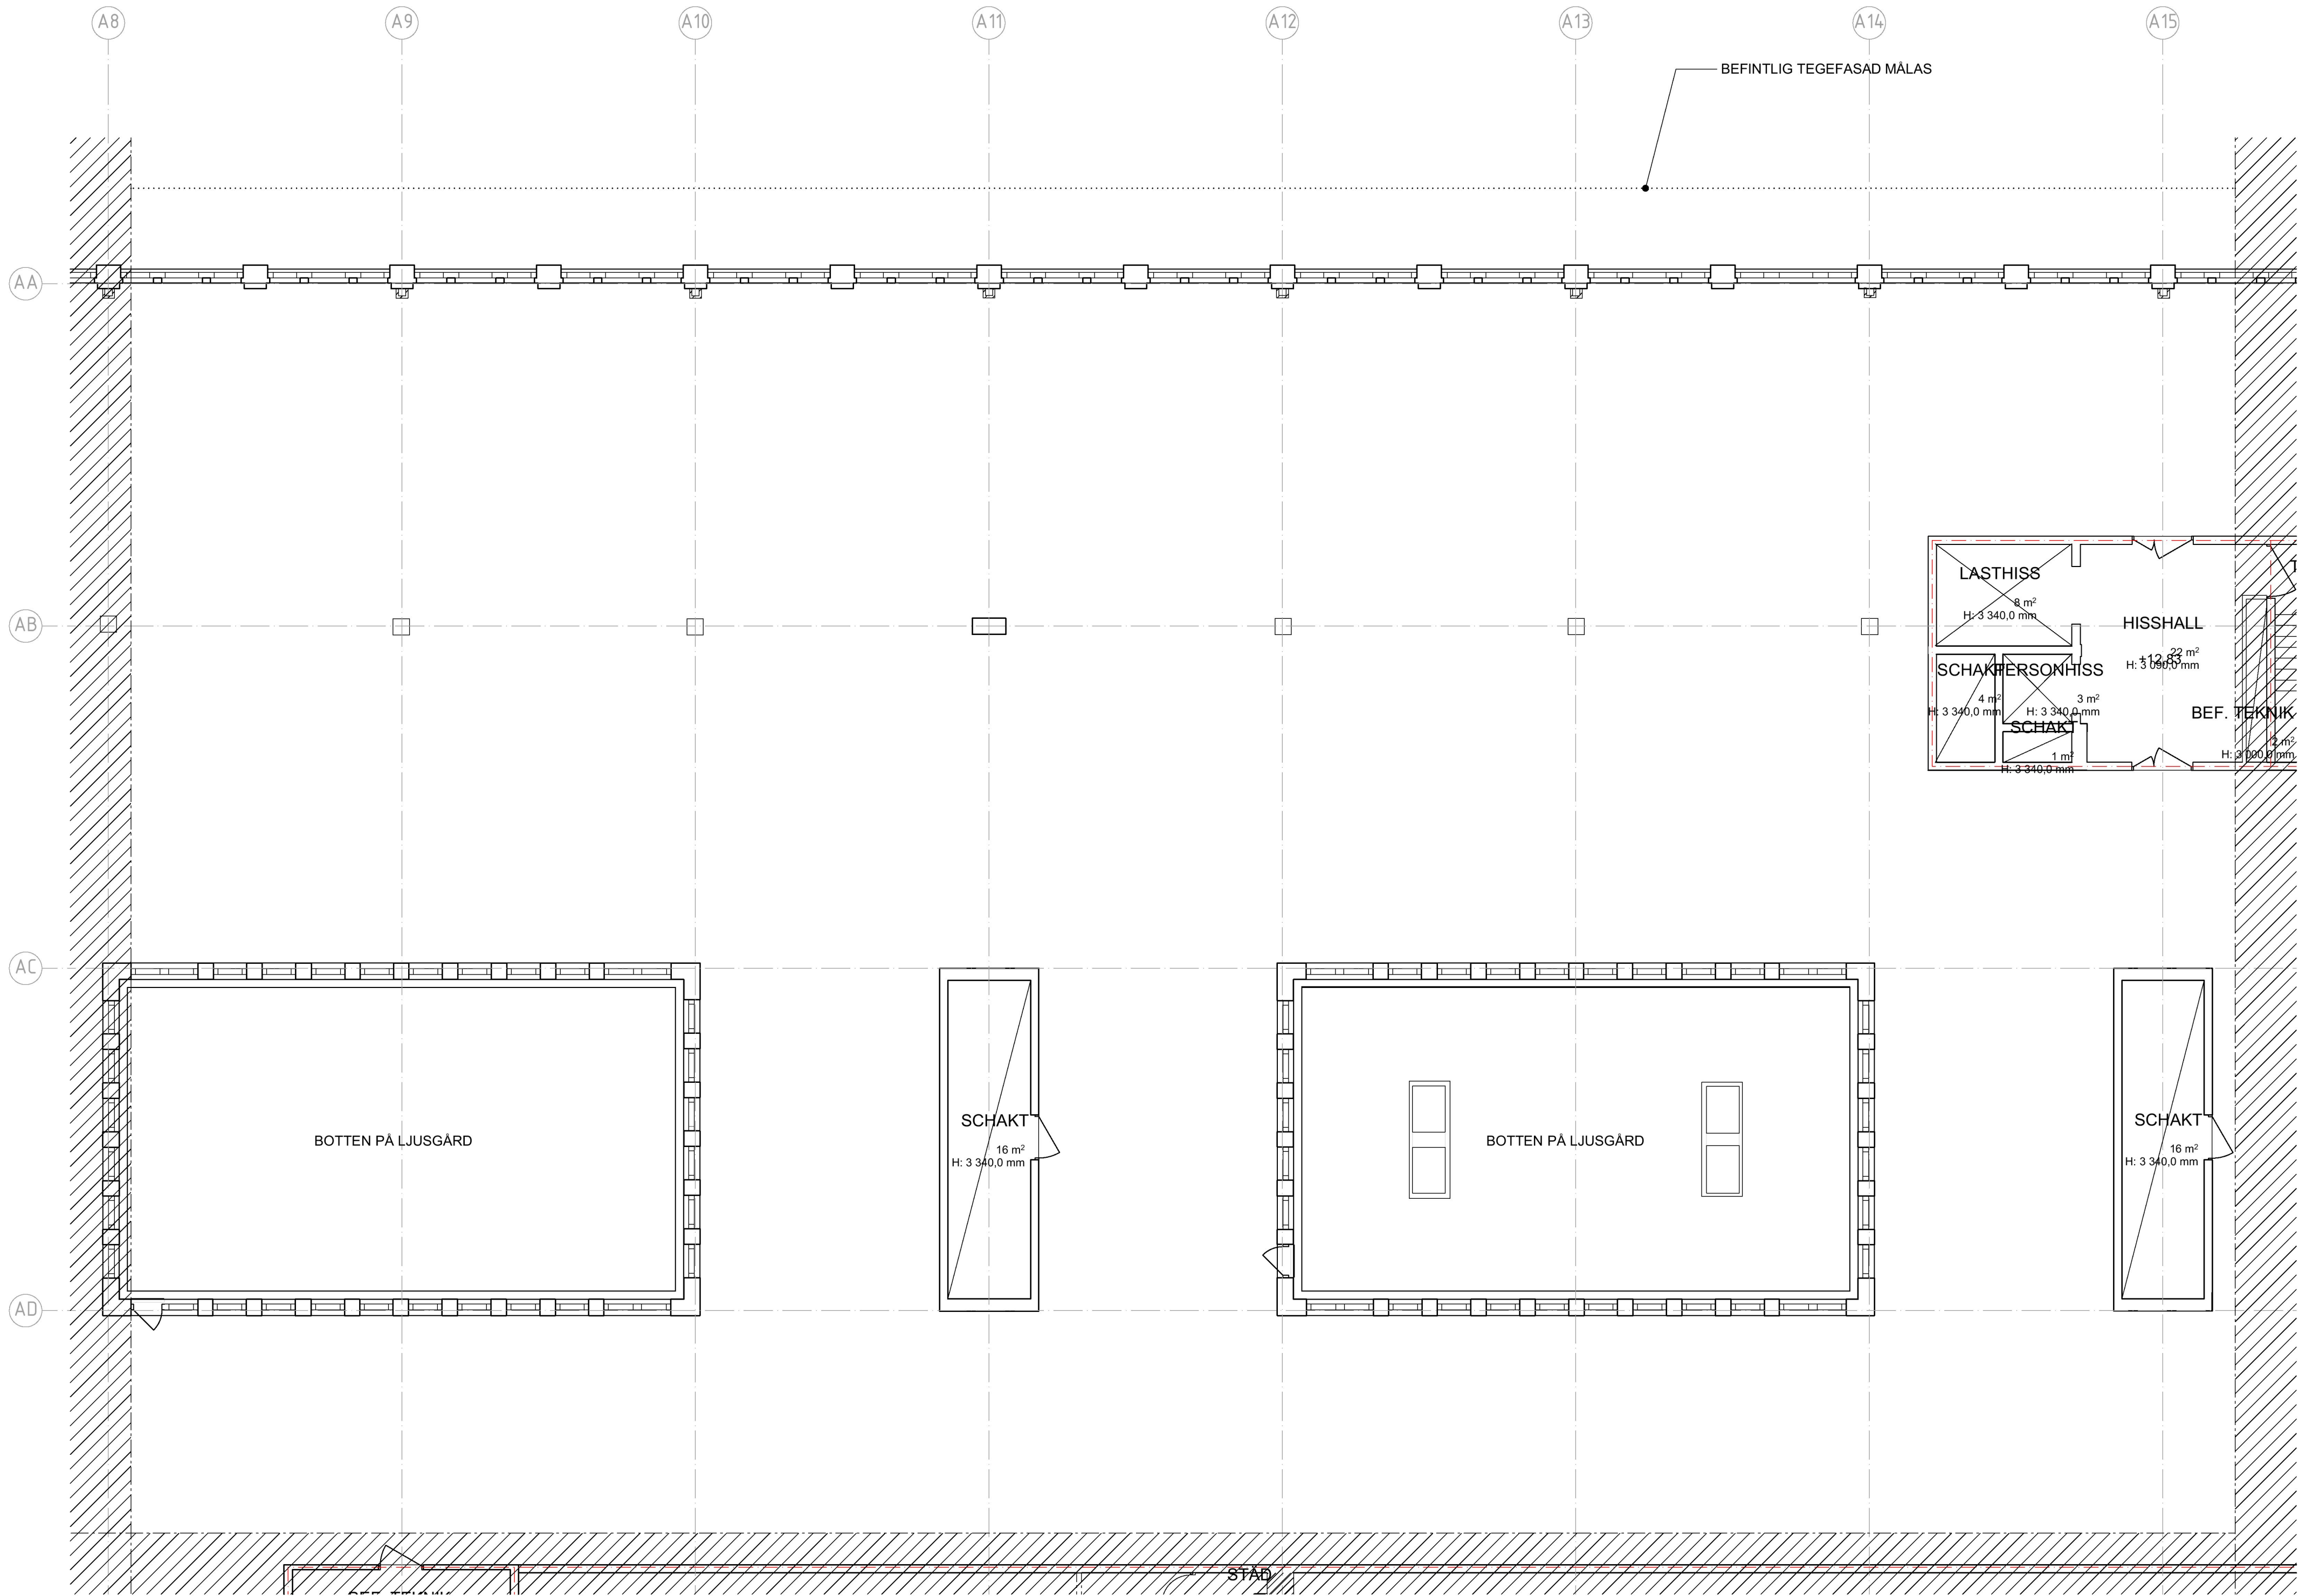 A8
A9
A10
A11
A12
A13
A14
A15
BEFINTLIG TEGEFASAD MÅLAS
AA
LASTHISS
8 m²
H: 3 340,0 mm
AB
HISSHALL
22 m²
+12,83
H: 3 090,0 mm
SCHAKT
PERSONHISS
4 m²
H: 3 340,0 mm
3 m²
H: 3 340,0 mm
BEF. TEKNIK
SCHAKT
2 m²
H: 3 000,0 mm
1 m²
H: 3 340,0 mm
AC
SCHAKT
16 m²
H: 3 340,0 mm
SCHAKT
16 m²
H: 3 340,0 mm
BOTTEN PÅ LJUSGÅRD
BOTTEN PÅ LJUSGÅRD
AD
STÄD
BEF. TEKNIK